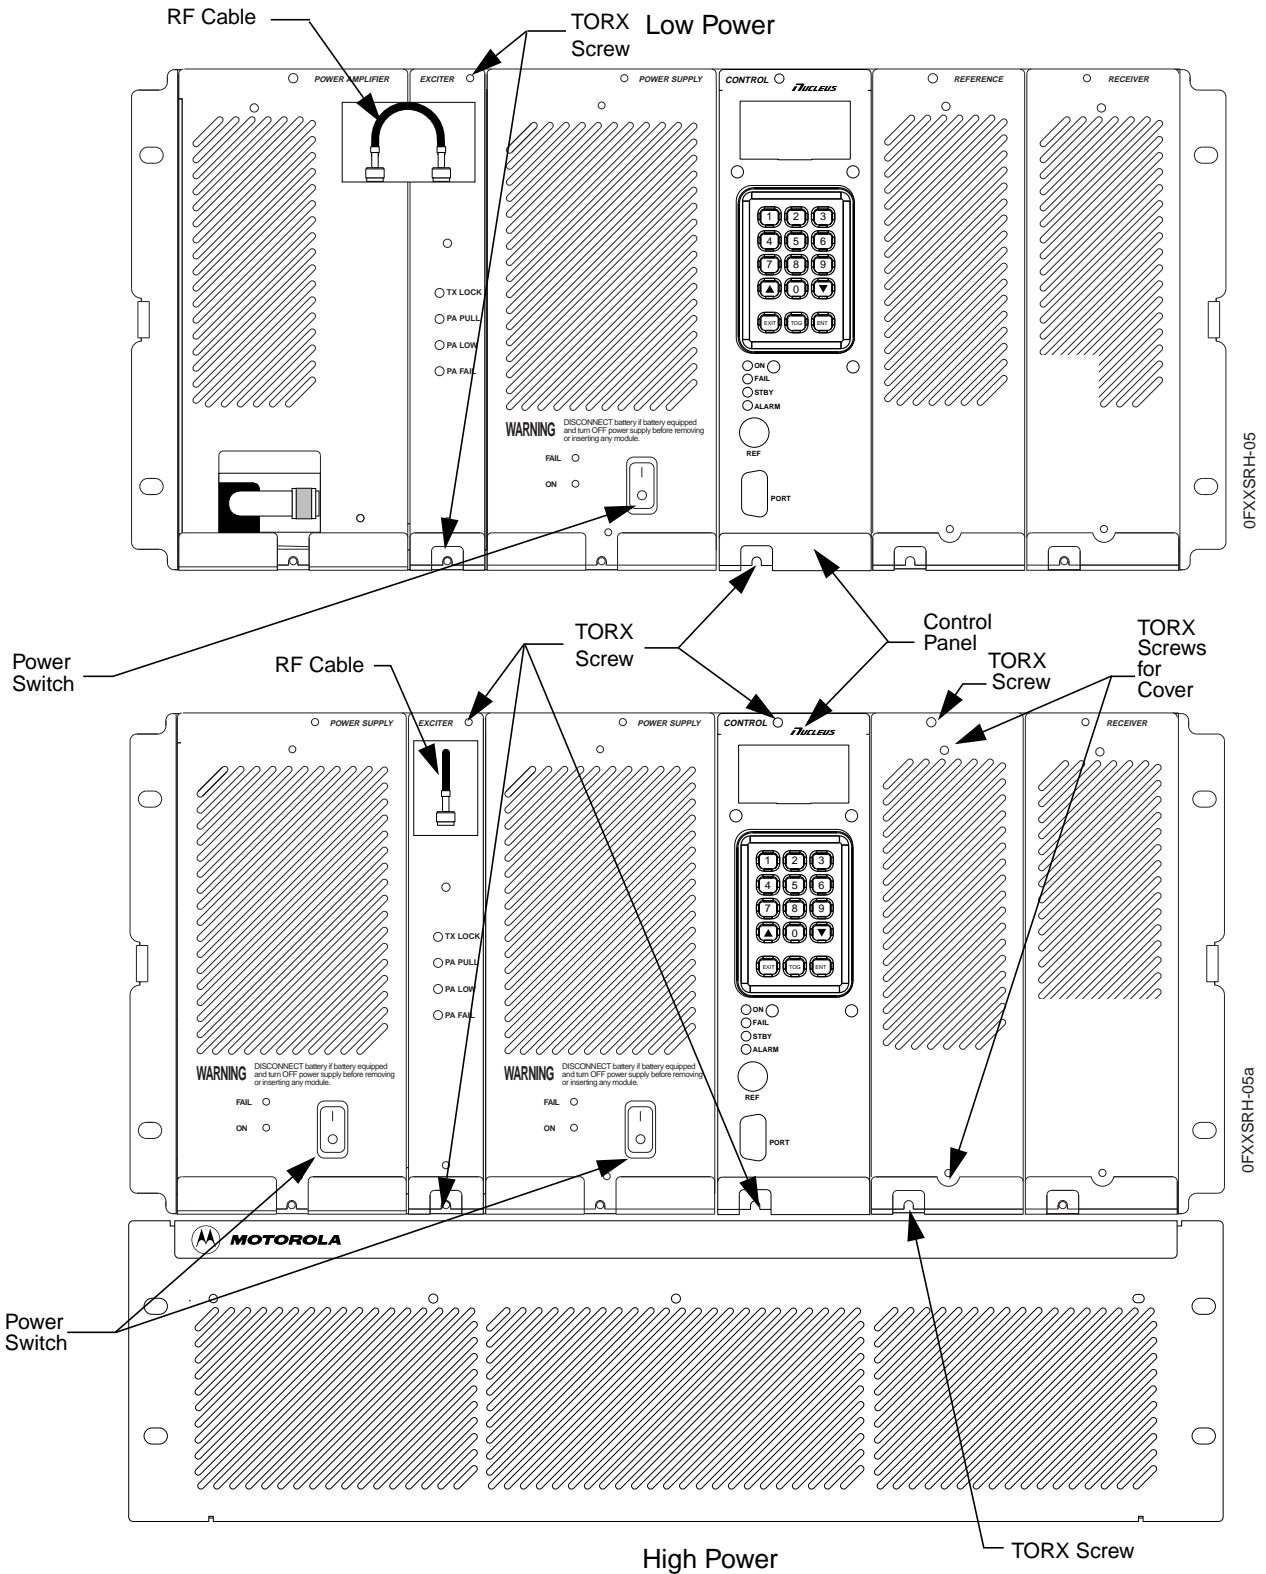 RF Cable
TORX
Screw
Low Power
POWER AMPLIFIER
EXCITER
POWER SUPPLY
CONTROL
NUCLEUS
REFERENCE
RECEIVER
1 2 3
4 5 6
7 8 9
0
EXIT TOG ENT
TX LOCK
PA PULL
PA LOW
PA FAIL
ON
FAIL
STBY
ALARM
REF
PORT
WARNING
DISCONNECT battery if battery equipped
and turn OFF power supply before removing
or inserting any module.
FAIL
ON
0FXXSRH-05
Power
Switch
RF Cable
TORX
Screw
Control
Panel
TORX
Screw
TORX
Screws
for
Cover
POWER SUPPLY
EXCITER
POWER SUPPLY
CONTROL
NUCLEUS
RECEIVER
1 2 3
4 5 6
7 8 9
0
EXIT TOG ENT
TX LOCK
PA PULL
PA LOW
PA FAIL
ON
FAIL
STBY
ALARM
REF
PORT
WARNING
DISCONNECT battery if battery equipped
and turn OFF power supply before removing
or inserting any module.
FAIL
ON
WARNING
DISCONNECT battery if battery equipped
and turn OFF power supply before removing
or inserting any module.
FAIL
ON
0FXXSRH-05a
MOTOROLA
Power
Switch
TORX Screw
High Power